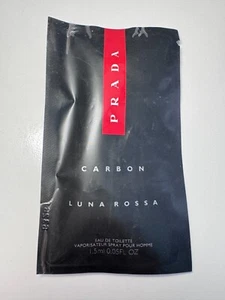 PRADA
CARBON
LUNA ROSSA
EAU DE TOILETTE
VAPORISATEUR SPRAY POUR HOMME
1.5ml 0.05FL.OZ